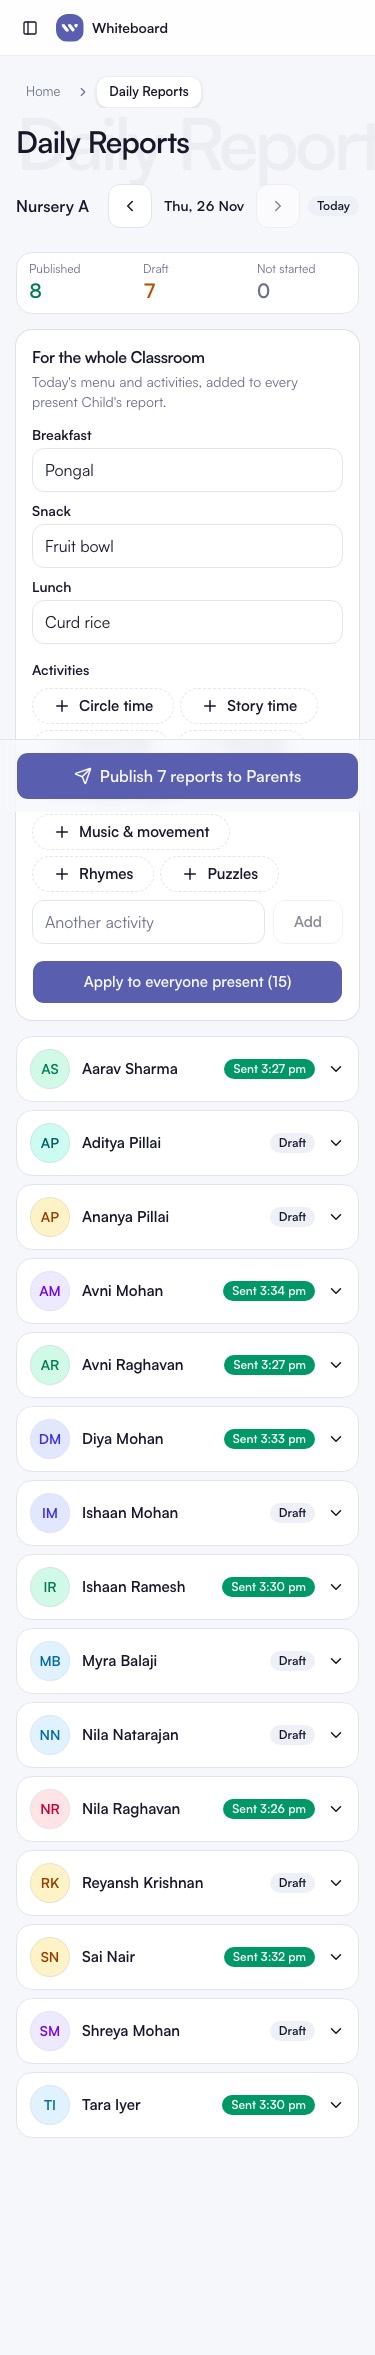 Whiteboard
Home
Daily Reports
Daily Report
Daily Reports
Nursery A
Thu, 26 Nov
Today
Published
Draft
Not started
8
7
0
For the whole Classroom
Today's menu and activities, added to every
present Child's report.
Breakfast
Pongal
Snack
Fruit bowl
Lunch
Curd rice
Activities
+ Circle time
+ Story time
Publish 7 reports to Parents
+ Music & movement
+ Rhymes
+ Puzzles
Another activity
Add
Apply to everyone present (15)
AS Aarav Sharma Sent 3:27 pm
AP Aditya Pillai Draft
AP Ananya Pillai Draft
AM Avni Mohan Sent 3:34 pm
AR Avni Raghavan Sent 3:27 pm
DM Diya Mohan Sent 3:33 pm
IM Ishaan Mohan Draft
IR Ishaan Ramesh Sent 3:30 pm
MB Myra Balaji Draft
NN Nila Natarajan Draft
NR Nila Raghavan Sent 3:26 pm
RK Reyansh Krishnan Draft
SN Sai Nair Sent 3:32 pm
SM Shreya Mohan Draft
TI Tara Iyer Sent 3:30 pm